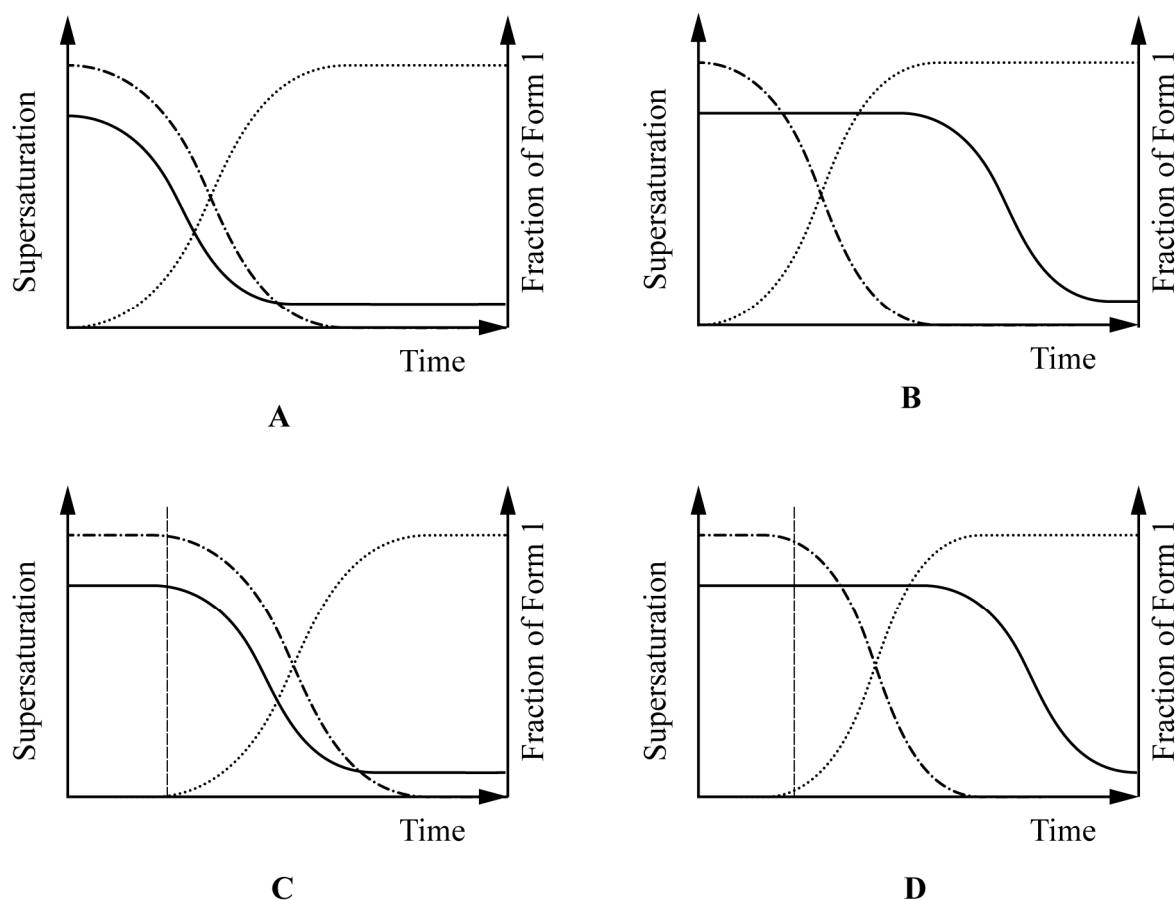 Supersaturation
Fraction of Form 1
Time
A
Supersaturation
Fraction of Form 1
Time
B
Supersaturation
Fraction of Form 1
Time
C
Supersaturation
Fraction of Form 1
Time
D